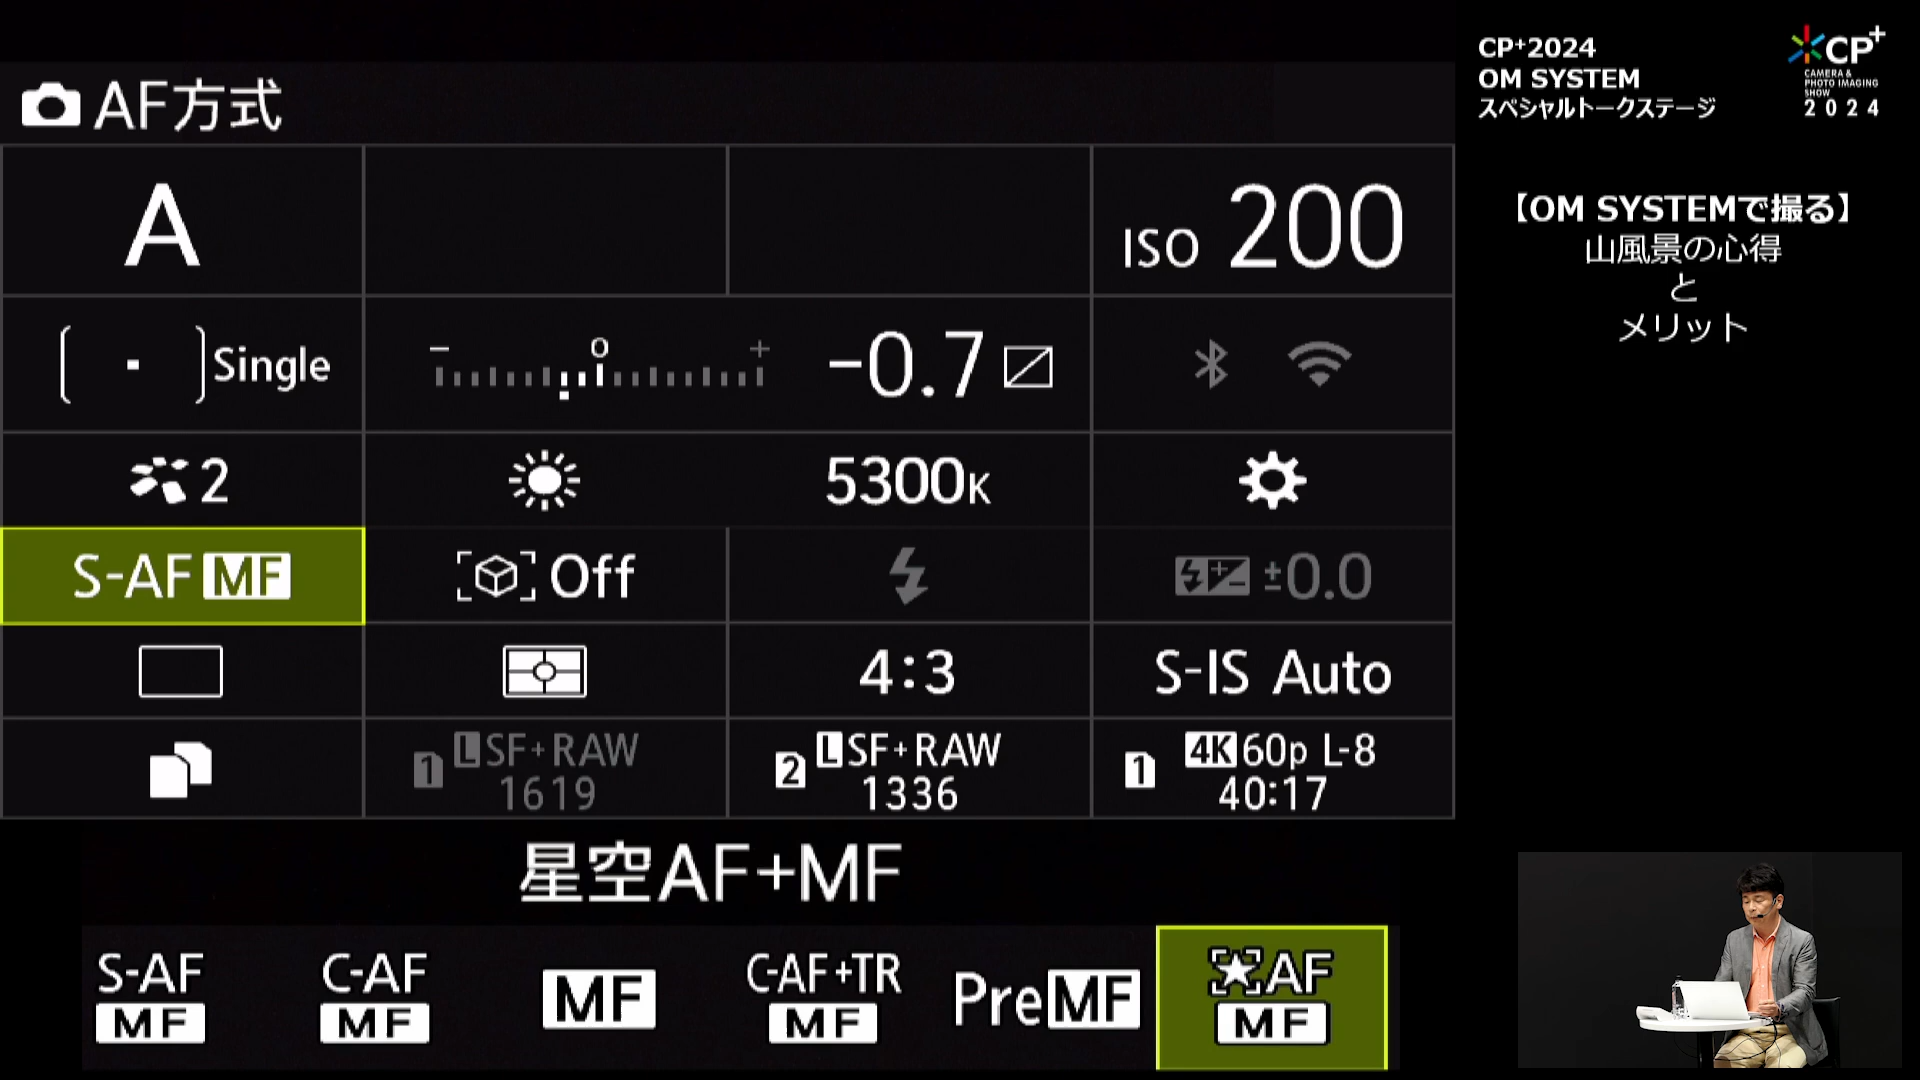 AF方式
A
ISO 200
Single
− 0 + −0.7
2
5300K
S-AF MF
Off
±0.0
4:3
S-IS Auto
1 L SF+RAW
1619
2 L SF+RAW
1336
1 4K 60p L-8
40:17
星空AF+MF
S-AF MF
C-AF MF
MF
C-AF+TR MF
PreMF
AF MF
CP+2024
OM SYSTEM
スペシャルトークステージ
CP+
CAMERA &
PHOTO IMAGING
SHOW
2024
【OM SYSTEMで撮る】
山風景の心得
と
メリット